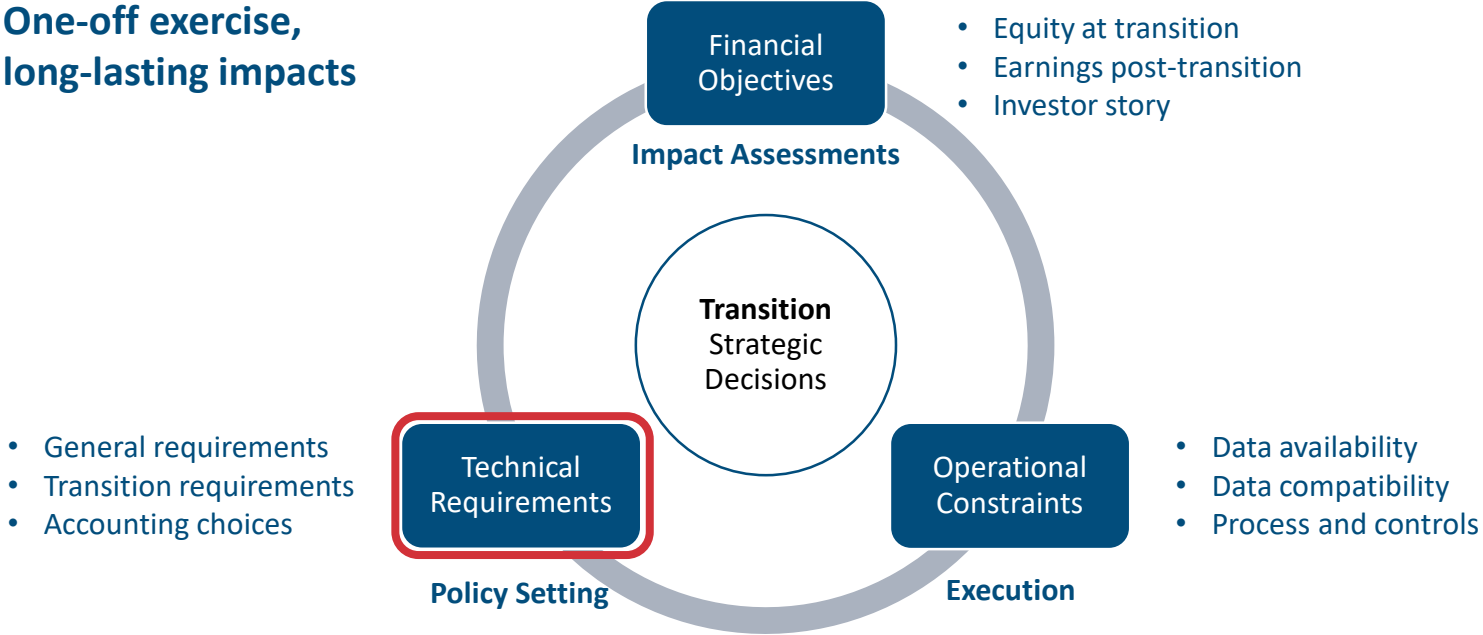 One-off exercise,
long-lasting impacts
Financial
Objectives
• Equity at transition
• Earnings post-transition
• Investor story
Impact Assessments
Transition
Strategic
Decisions
• General requirements
• Transition requirements
• Accounting choices
Technical
Requirements
Policy Setting
Operational
Constraints
• Data availability
• Data compatibility
• Process and controls
Execution